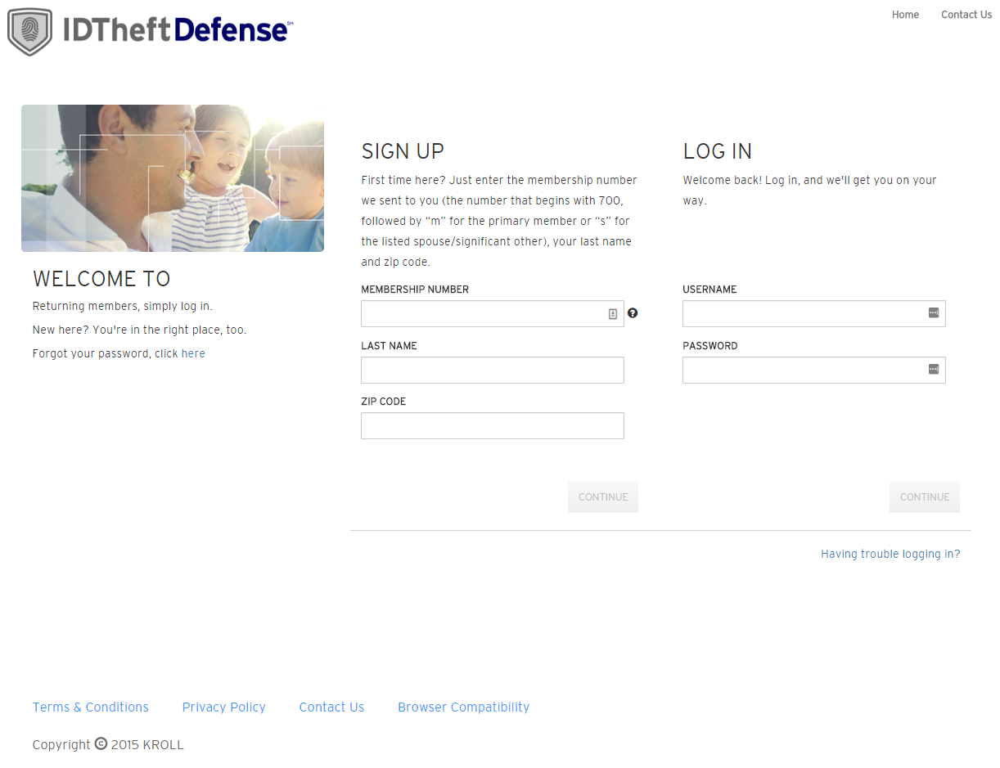 IDTheftDefense℠
Home
Contact Us
WELCOME TO
Returning members, simply log in.
New here? You're in the right place, too.
Forgot your password, click here
SIGN UP
First time here? Just enter the membership number
we sent to you (the number that begins with 700,
followed by “m” for the primary member or “s” for
the listed spouse/significant other), your last name
and zip code.
MEMBERSHIP NUMBER
?
LAST NAME
ZIP CODE
CONTINUE
LOG IN
Welcome back! Log in, and we'll get you on your
way.
USERNAME
PASSWORD
CONTINUE
Having trouble logging in?
Terms & Conditions
Privacy Policy
Contact Us
Browser Compatibility
Copyright © 2015 KROLL